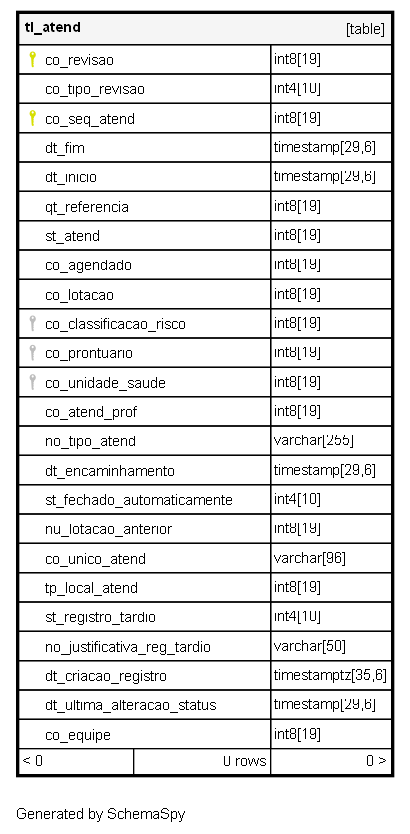 tl_atend [table]
co_revisao int8[19]
co_tipo_revisao int4[10]
co_seq_atend int8[19]
dt_fim timestamp[29,6]
dt_inicio timestamp[29,6]
qt_referencia int8[19]
st_atend int8[19]
co_agendado int8[19]
co_lotacao int8[19]
co_classificacao_risco int8[19]
co_prontuario int8[19]
co_unidade_saude int8[19]
co_atend_prof int8[19]
no_tipo_atend varchar[255]
dt_encaminhamento timestamp[29,6]
st_fechado_automaticamente int4[10]
nu_lotacao_anterior int8[19]
co_unico_atend varchar[96]
tp_local_atend int8[19]
st_registro_tardio int4[10]
no_justificativa_reg_tardio varchar[50]
dt_criacao_registro timestamptz[35,6]
dt_ultima_alteracao_status timestamp[29,6]
co_equipe int8[19]
< 0 0 rows 0 >
Generated by SchemaSpy